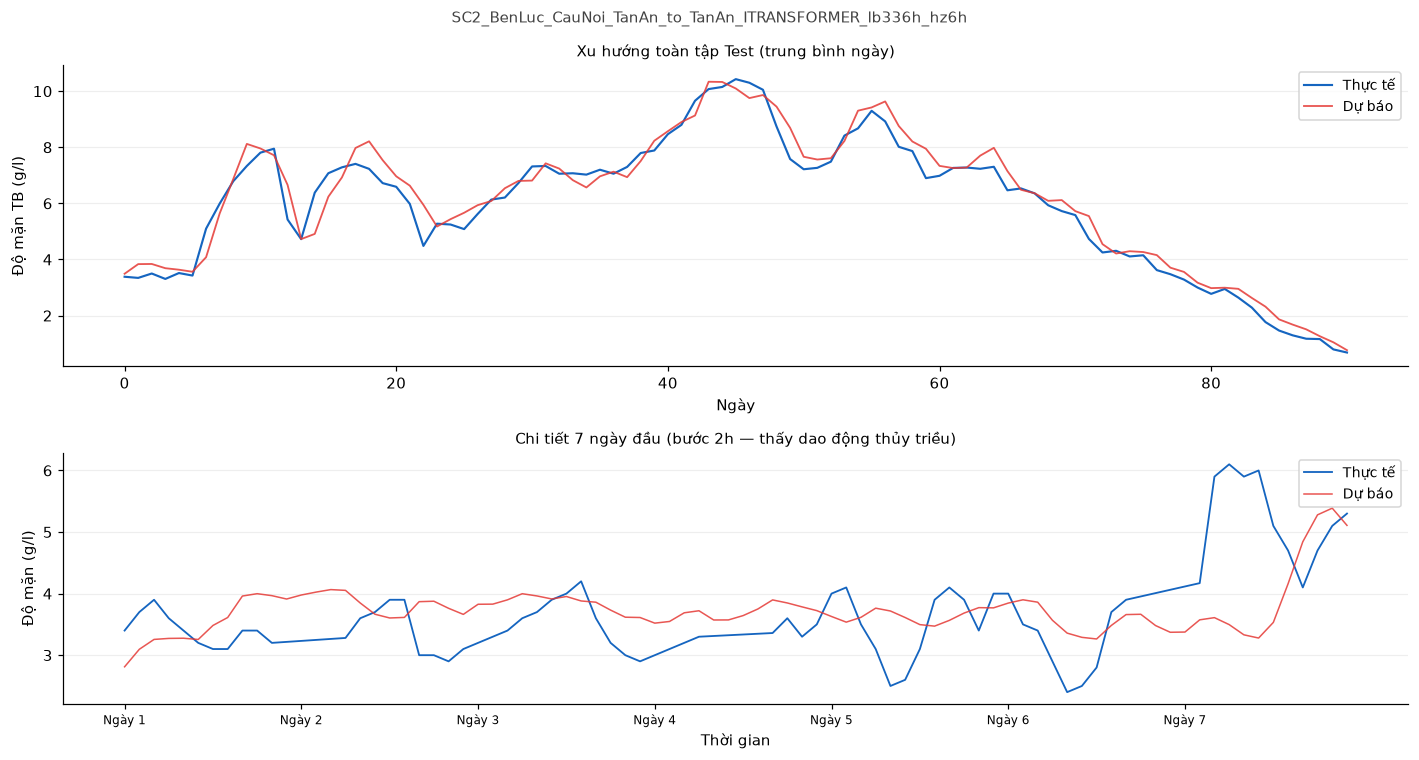 SC2_BenLuc_CauNoi_TanAn_to_TanAn_ITRANSFORMER_lb336h_hz6h
Xu hướng toàn tập Test (trung bình ngày)
Độ mặn TB (g/l)
10
8
6
4
2
Thực tế
Dự báo
0 20 40 60 80
Ngày
Chi tiết 7 ngày đầu (bước 2h — thấy dao động thủy triều)
Độ mặn (g/l)
6
5
4
3
Thực tế
Dự báo
Ngày 1 Ngày 2 Ngày 3 Ngày 4 Ngày 5 Ngày 6 Ngày 7
Thời gian